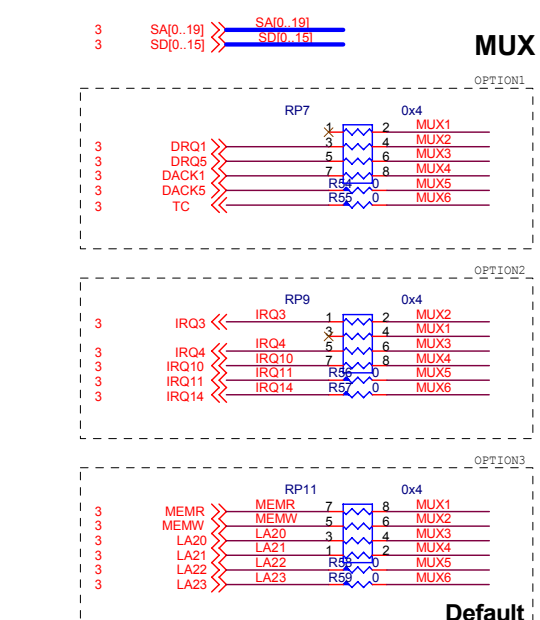 3 SA[0..19] SA[0..19]
3 SD[0..15] SD[0..15]
MUX
OPTION1
RP7 0x4
1 2 MUX1
3 DRQ1 3 4 MUX2
3 DRQ5 5 6 MUX3
3 DACK1 7 8 MUX4
3 DACK5 R54 0 MUX5
3 TC R55 0 MUX6
OPTION2
RP9 0x4
3 IRQ3 IRQ3 1 2 MUX2
3 4 MUX1
3 IRQ4 IRQ4 5 6 MUX3
3 IRQ10 IRQ10 7 8 MUX4
3 IRQ11 IRQ11 R56 0 MUX5
3 IRQ14 IRQ14 R57 0 MUX6
OPTION3
RP11 0x4
3 MEMR MEMR 7 8 MUX1
3 MEMW MEMW 5 6 MUX2
3 LA20 LA20 3 4 MUX3
3 LA21 LA21 1 2 MUX4
3 LA22 LA22 R58 0 MUX5
3 LA23 LA23 R59 0 MUX6
Default